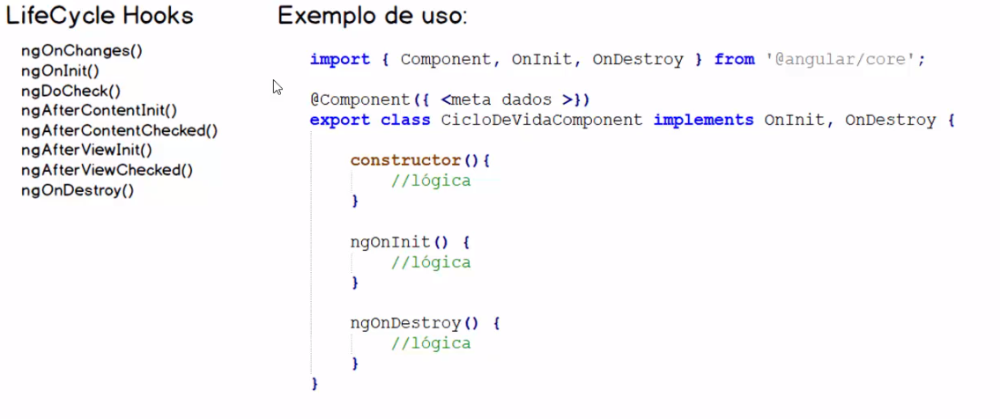 LifeCycle Hooks
ngOnChanges()
ngOnInit()
ngDoCheck()
ngAfterContentInit()
ngAfterContentChecked()
ngAfterViewInit()
ngAfterViewChecked()
ngOnDestroy()
Exemplo de uso:
import { Component, OnInit, OnDestroy } from '@angular/core';
@Component({ <meta dados >})
export class CicloDeVidaComponent implements OnInit, OnDestroy {
constructor(){
//lógica
}
ngOnInit() {
//lógica
}
ngOnDestroy() {
//lógica
}
}